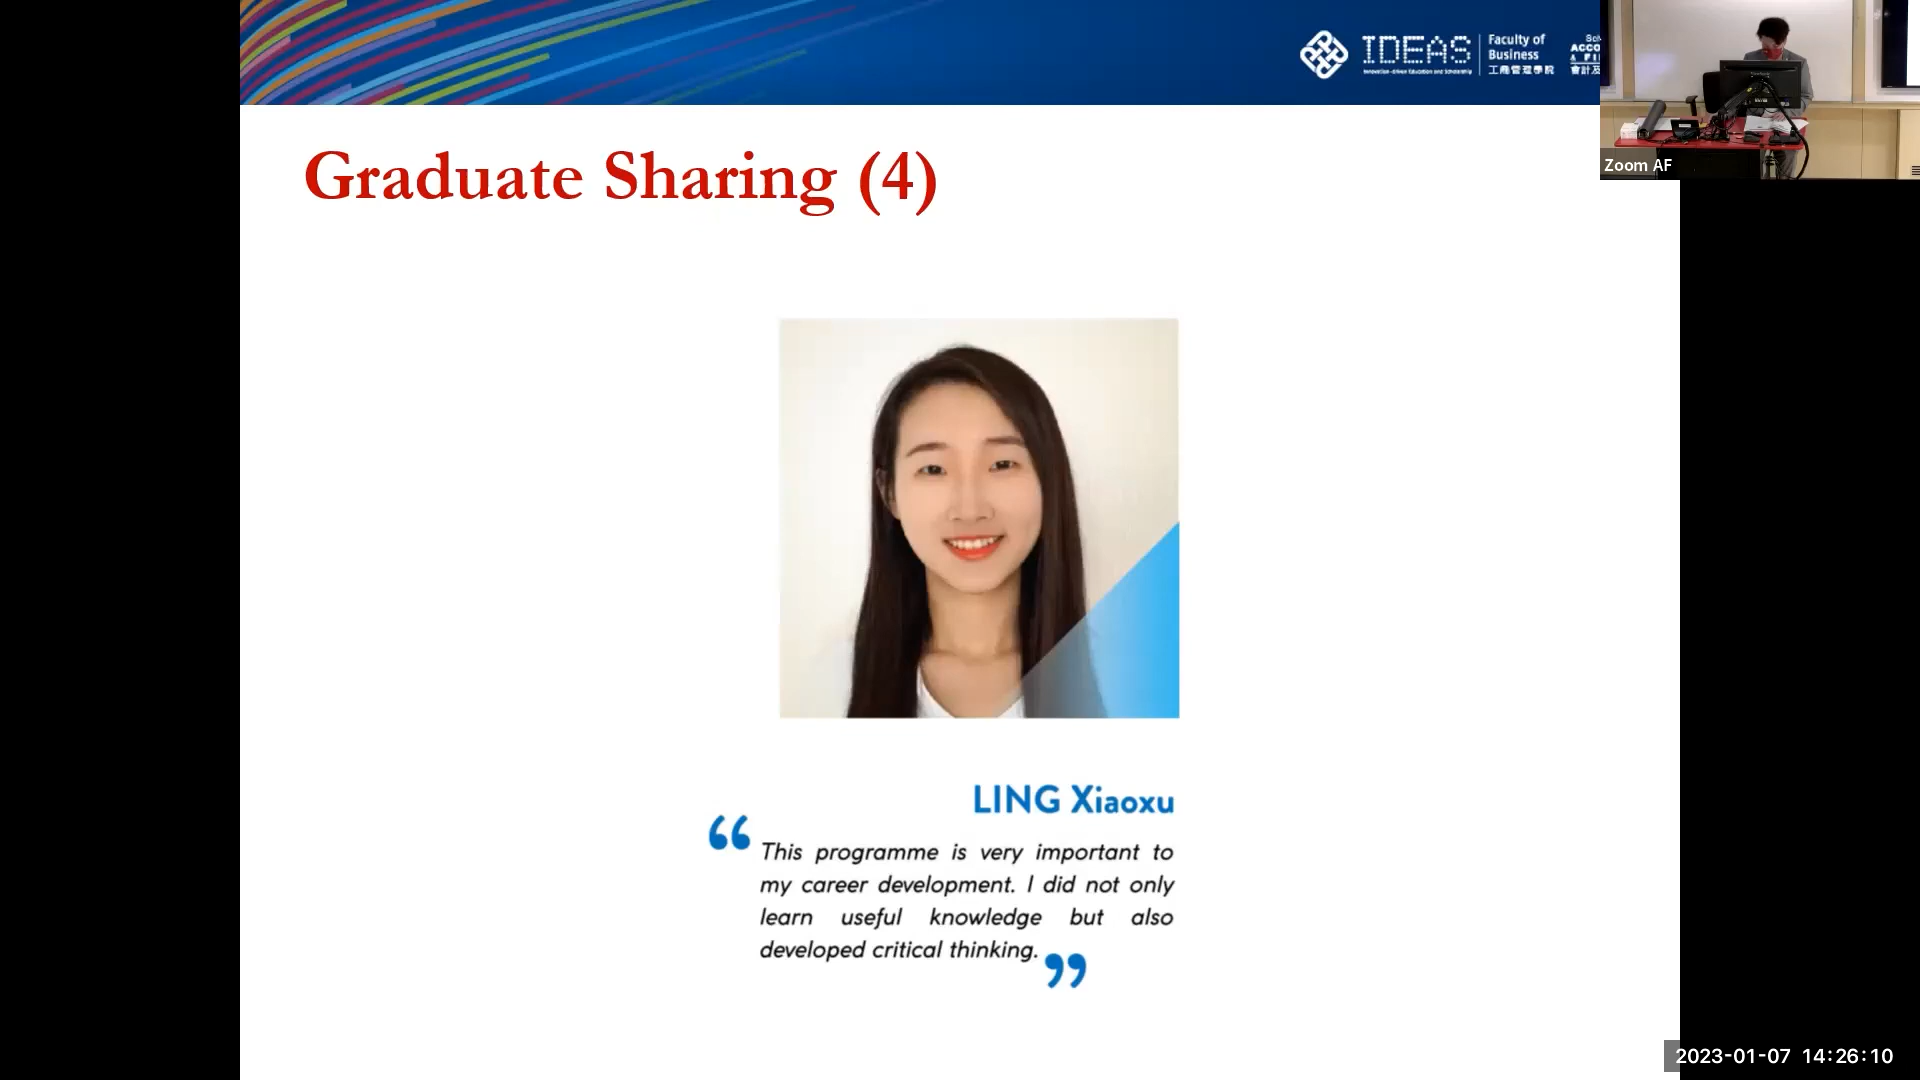 IDEAS
Faculty of
Business
工商管理學院
Graduate Sharing (4)
Zoom AF
LING Xiaoxu
“This programme is very important to
my career development. I did not only
learn useful knowledge but also
developed critical thinking.”
2023-01-07 14:26:10